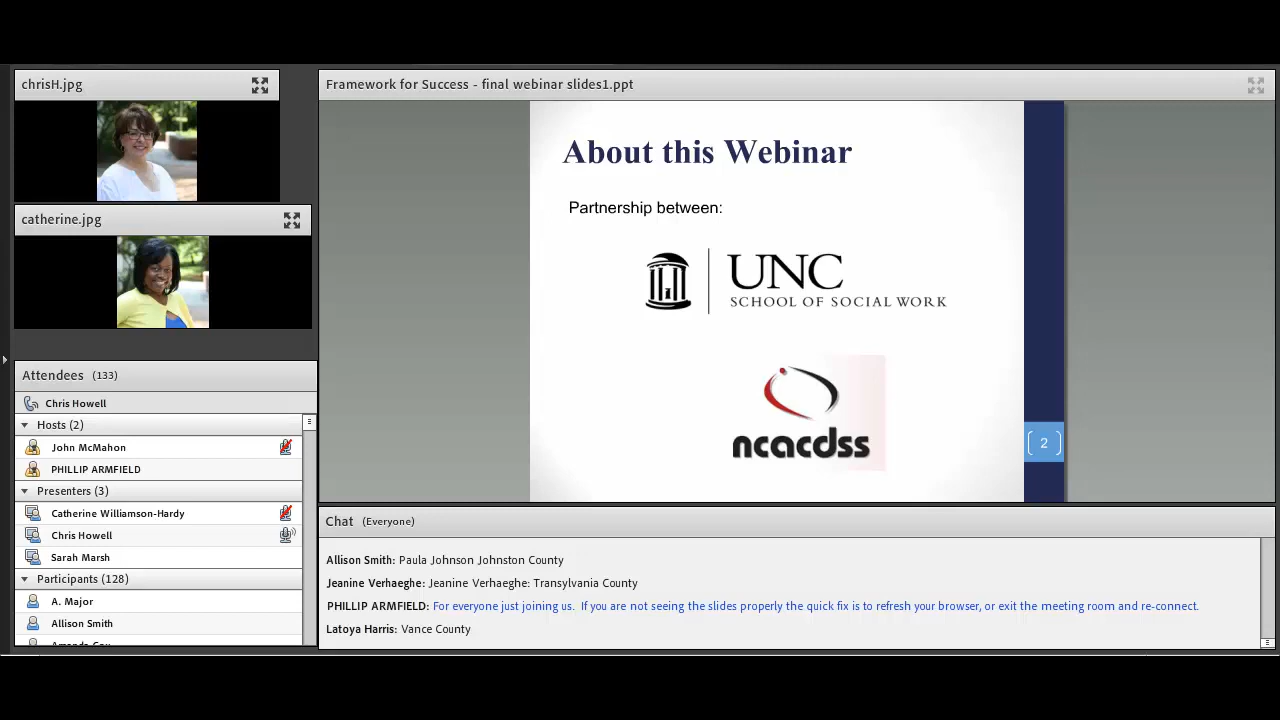 chrisH.jpg
catherine.jpg
Attendees (133)
Chris Howell
Hosts (2)
John McMahon
PHILLIP ARMFIELD
Presenters (3)
Catherine Williamson-Hardy
Chris Howell
Sarah Marsh
Participants (128)
A. Major
Allison Smith
Framework for Success - final webinar slides1.ppt
About this Webinar
Partnership between:
UNC
SCHOOL OF SOCIAL WORK
ncacdss
2
Chat (Everyone)
Allison Smith: Paula Johnson Johnston County
Jeanine Verhaeghe: Jeanine Verhaeghe: Transylvania County
PHILLIP ARMFIELD: For everyone just joining us. If you are not seeing the slides properly the quick fix is to refresh your browser, or exit the meeting room and re-connect.
Latoya Harris: Vance County